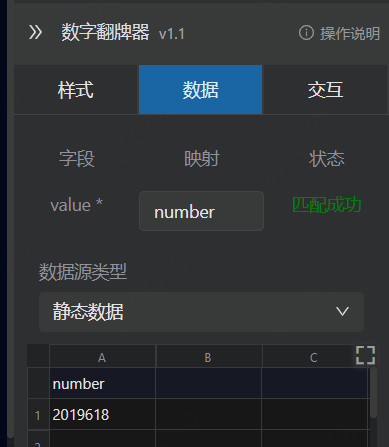 数字翻牌器 v1.1 操作说明
样式 数据 交互
字段 映射 状态
value * number 匹配成功
数据源类型
静态数据
A B C
number
1 2019618
2